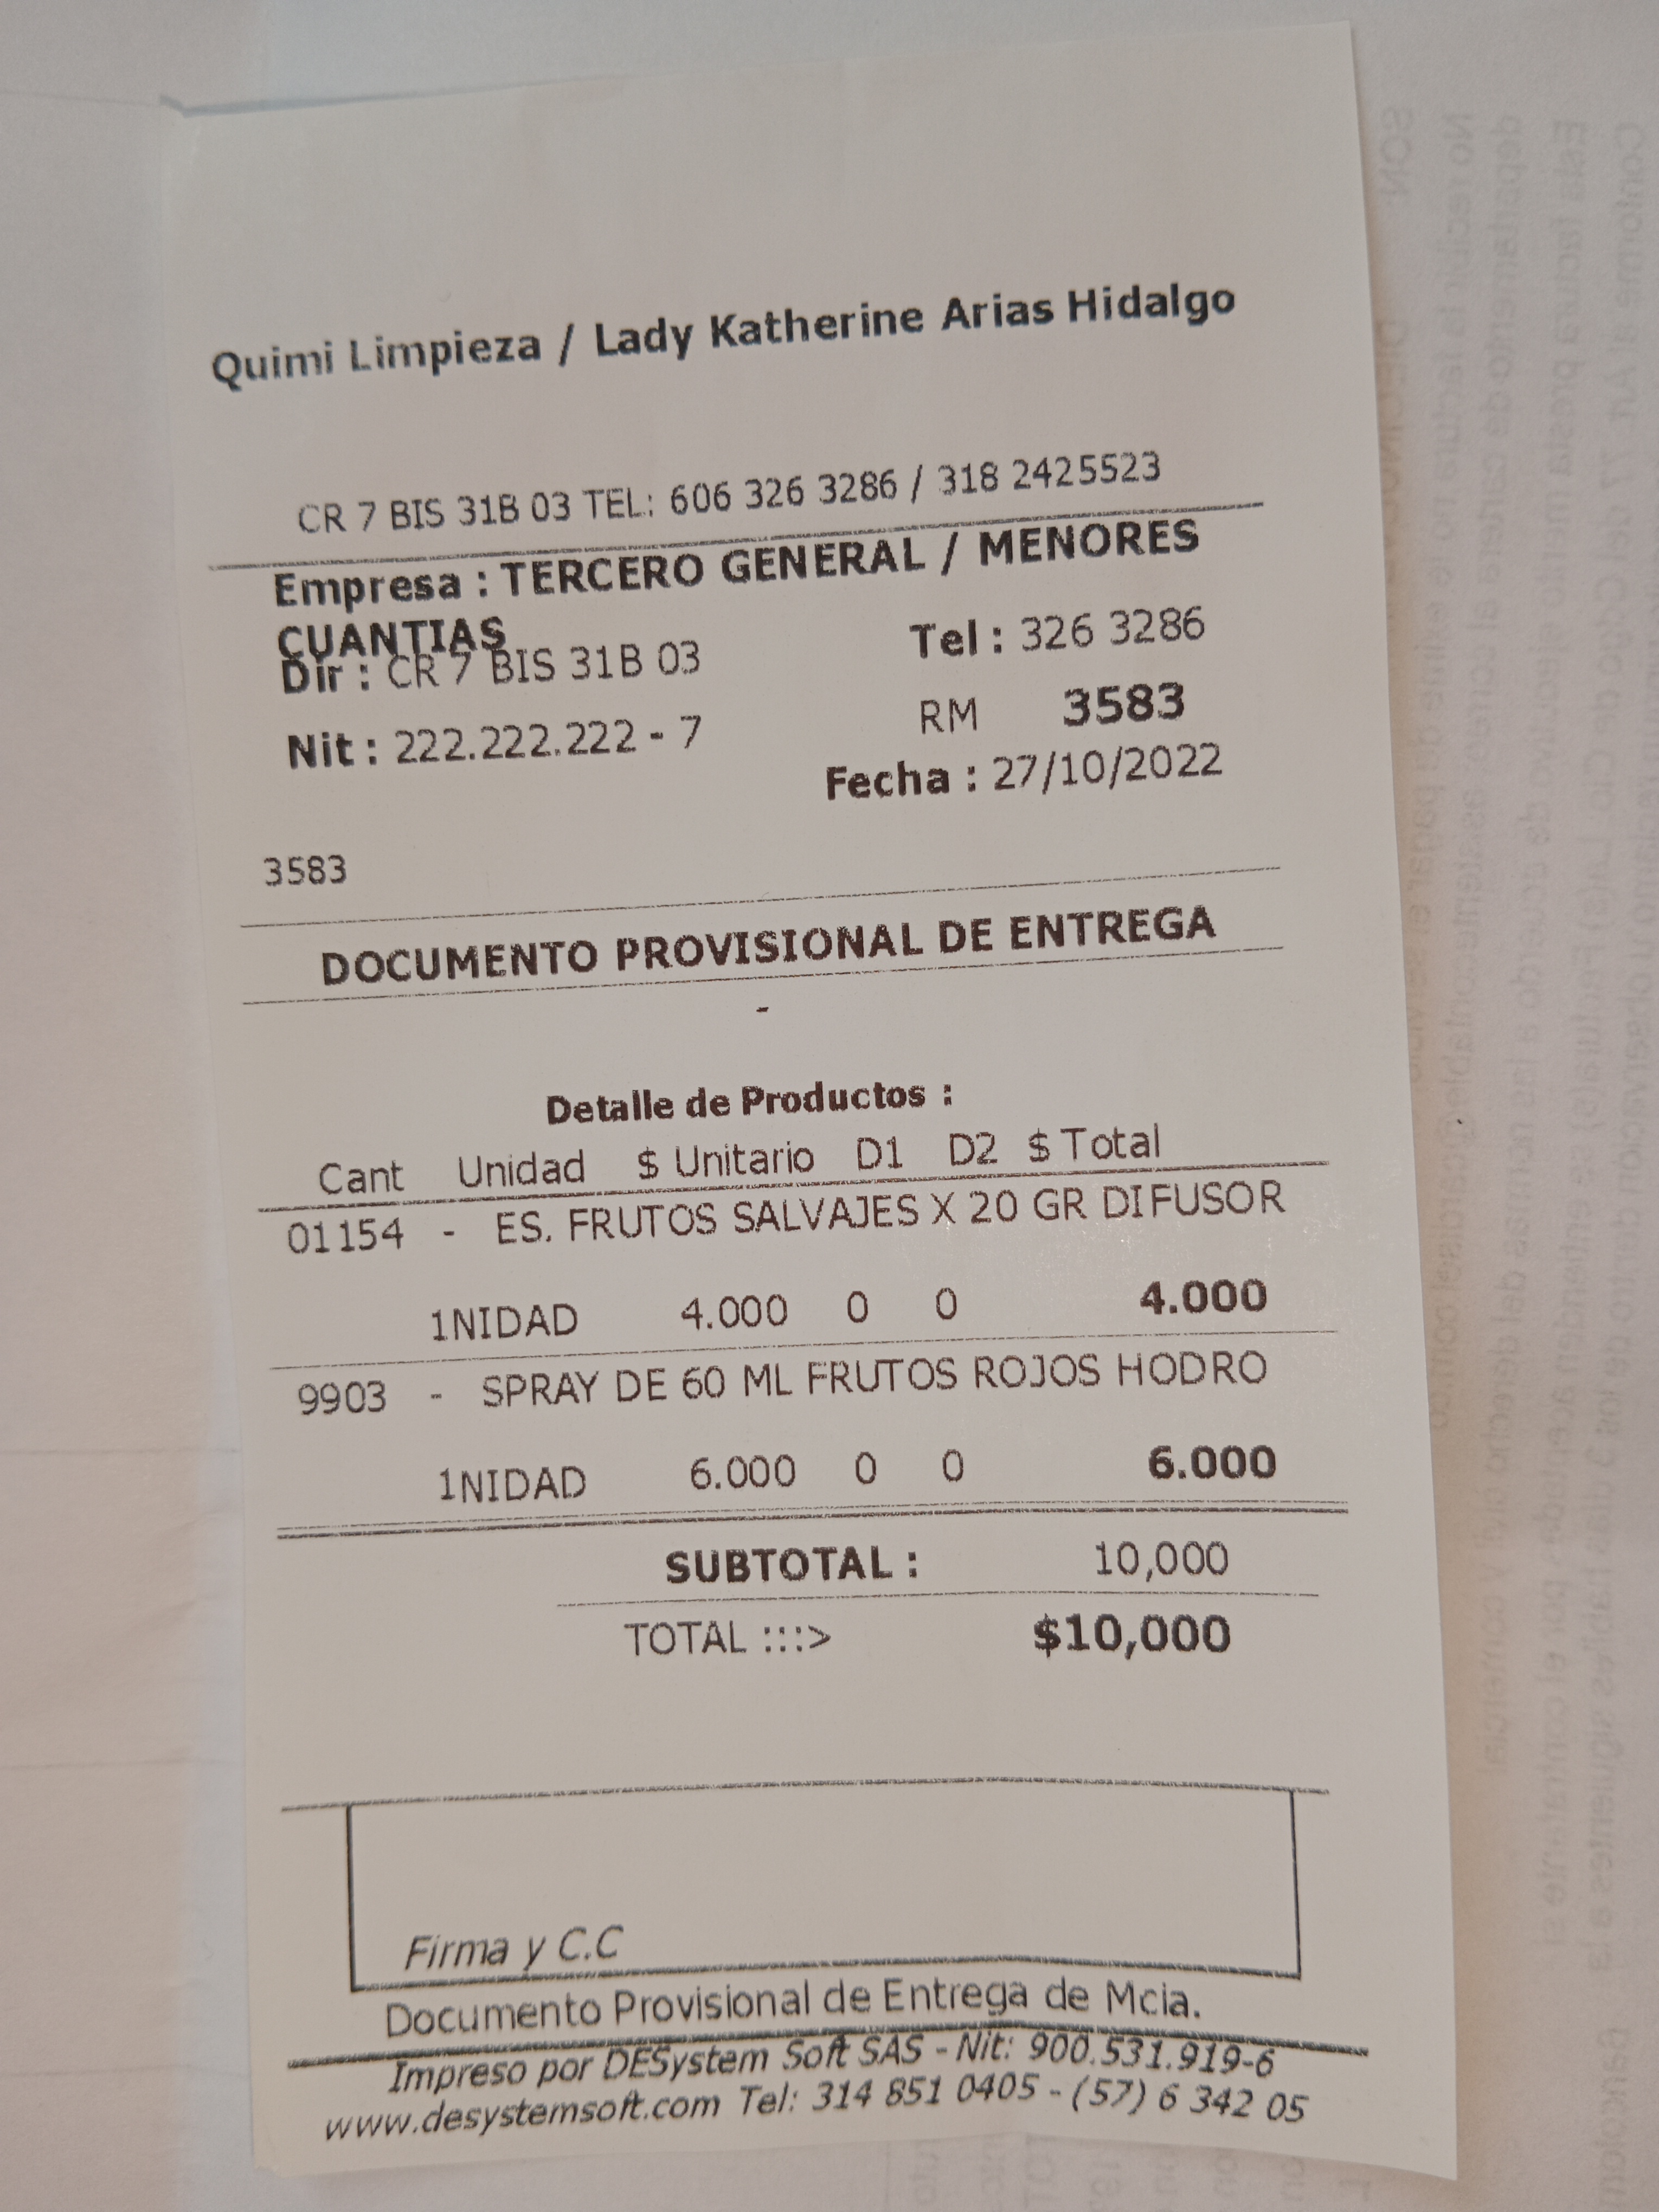 Quimi Limpieza / Lady Katherine Arias Hidalgo
CR 7 BIS 31B 03 TEL: 606 326 3286 / 318 2425523
Empresa : TERCERO GENERAL / MENORES
CUANTIAS
Tel : 326 3286
Dir : CR 7 BIS 31B 03
RM 3583
Nit : 222.222.222 - 7
Fecha : 27/10/2022
3583
DOCUMENTO PROVISIONAL DE ENTREGA
-
Detalle de Productos :
Cant Unidad $ Unitario D1 D2 $ Total
01154 - ES. FRUTOS SALVAJES X 20 GR DIFUSOR
1NIDAD 4.000 0 0 4.000
9903 - SPRAY DE 60 ML FRUTOS ROJOS HODRO
1NIDAD 6.000 0 0 6.000
SUBTOTAL : 10,000
TOTAL :::> $10,000
Firma y C.C
Documento Provisional de Entrega de Mcia.
Impreso por DESystem Soft SAS - Nit: 900.531.919-6
www.desystemsoft.com Tel: 314 851 0405 - (57) 6 342 05